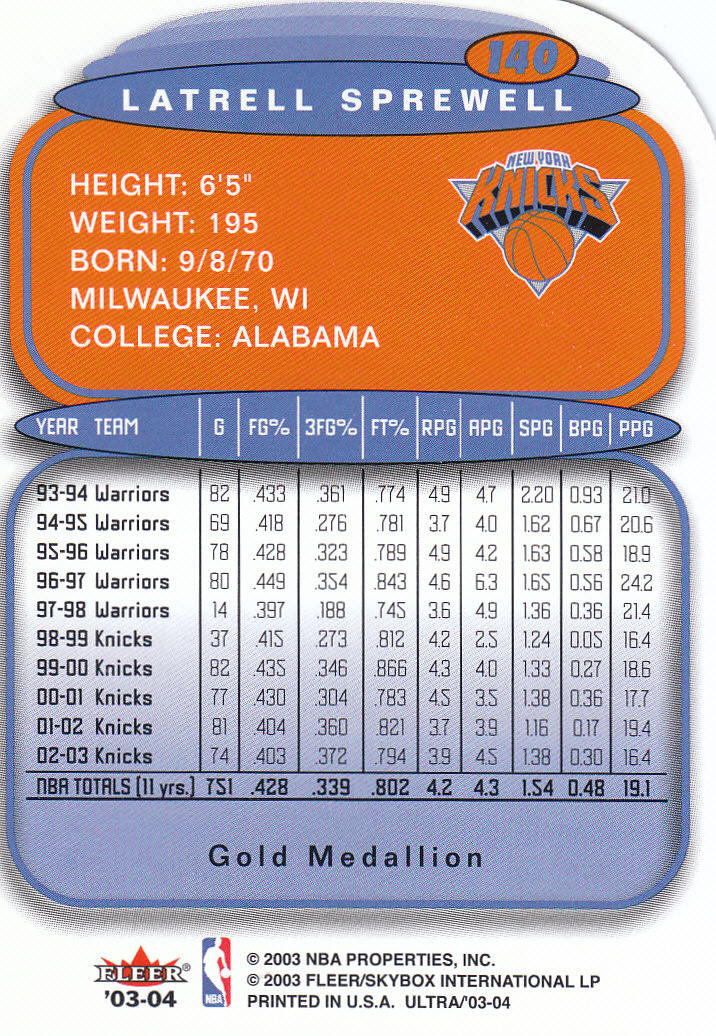 140
LATRELL SPREWELL
NEW YORK
KNICKS
HEIGHT: 6'5"
WEIGHT: 195
BORN: 9/8/70
MILWAUKEE, WI
COLLEGE: ALABAMA
YEAR TEAM G FG% 3FG% FT% RPG APG SPG BPG PPG
93-94 Warriors 82 .433 .361 .774 4.9 4.7 2.20 0.93 21.0
94-95 Warriors 69 .418 .276 .781 3.7 4.0 1.62 0.67 20.6
95-96 Warriors 78 .428 .323 .789 4.9 4.2 1.63 0.58 18.9
96-97 Warriors 80 .449 .354 .843 4.6 6.3 1.65 0.56 24.2
97-98 Warriors 14 .397 .188 .745 3.6 4.9 1.36 0.36 21.4
98-99 Knicks 37 .415 .273 .812 4.2 2.5 1.24 0.05 16.4
99-00 Knicks 82 .435 .346 .866 4.3 4.0 1.33 0.27 18.6
00-01 Knicks 77 .430 .304 .783 4.5 3.5 1.38 0.36 17.7
01-02 Knicks 81 .404 .360 .821 3.7 3.9 1.16 0.17 19.4
02-03 Knicks 74 .403 .372 .794 3.9 4.5 1.38 0.30 16.4
NBA TOTALS (11 yrs.) 751 .428 .339 .802 4.2 4.3 1.54 0.48 19.1
Gold Medallion
FLEER®
'03-04
NBA
© 2003 NBA PROPERTIES, INC.
© 2003 FLEER/SKYBOX INTERNATIONAL LP
PRINTED IN U.S.A. ULTRA/'03-04